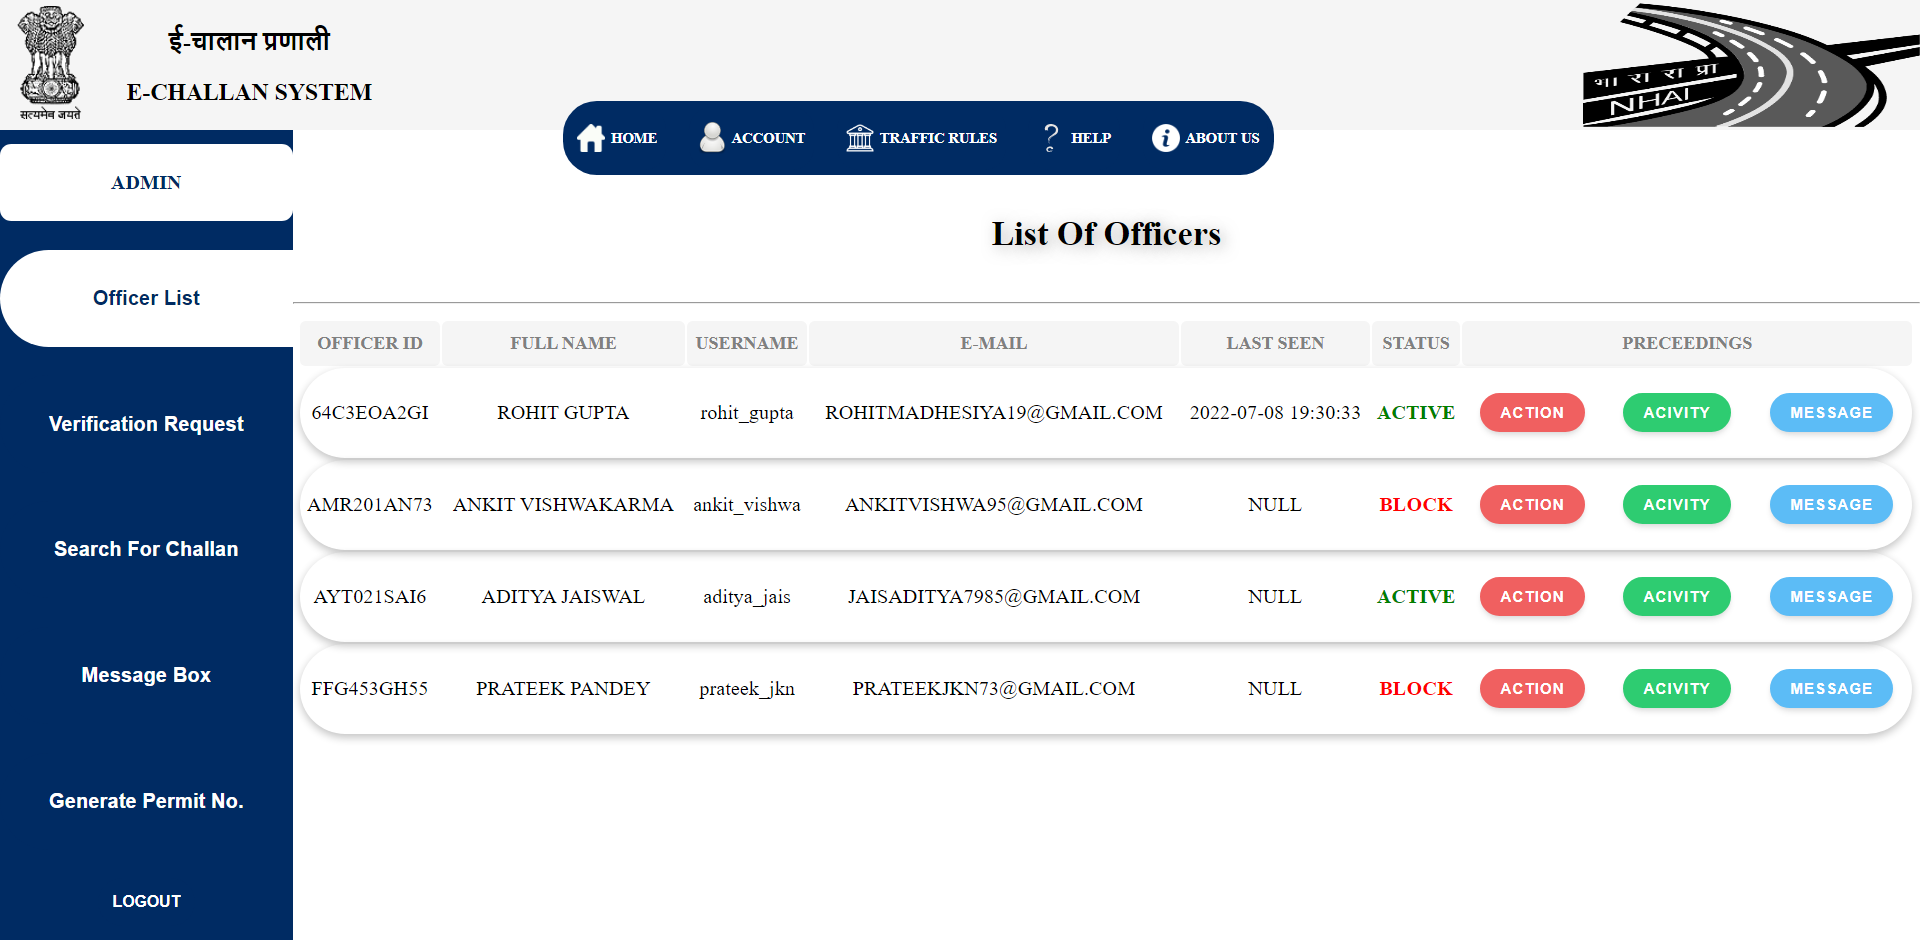 सत्यमेव जयते
ई-चालान प्रणाली
E-CHALLAN SYSTEM
भा रा रा प्रा
NHAI
HOME ACCOUNT TRAFFIC RULES HELP ABOUT US
ADMIN
Officer List
Verification Request
Search For Challan
Message Box
Generate Permit No.
LOGOUT
List Of Officers
OFFICER ID FULL NAME USERNAME E-MAIL LAST SEEN STATUS PRECEEDINGS
64C3EOA2GI ROHIT GUPTA rohit_gupta ROHITMADHESIYA19@GMAIL.COM 2022-07-08 19:30:33 ACTIVE ACTION ACIVITY MESSAGE
AMR201AN73 ANKIT VISHWAKARMA ankit_vishwa ANKITVISHWA95@GMAIL.COM NULL BLOCK ACTION ACIVITY MESSAGE
AYT021SAI6 ADITYA JAISWAL aditya_jais JAISADITYA7985@GMAIL.COM NULL ACTIVE ACTION ACIVITY MESSAGE
FFG453GH55 PRATEEK PANDEY prateek_jkn PRATEEKJKN73@GMAIL.COM NULL BLOCK ACTION ACIVITY MESSAGE